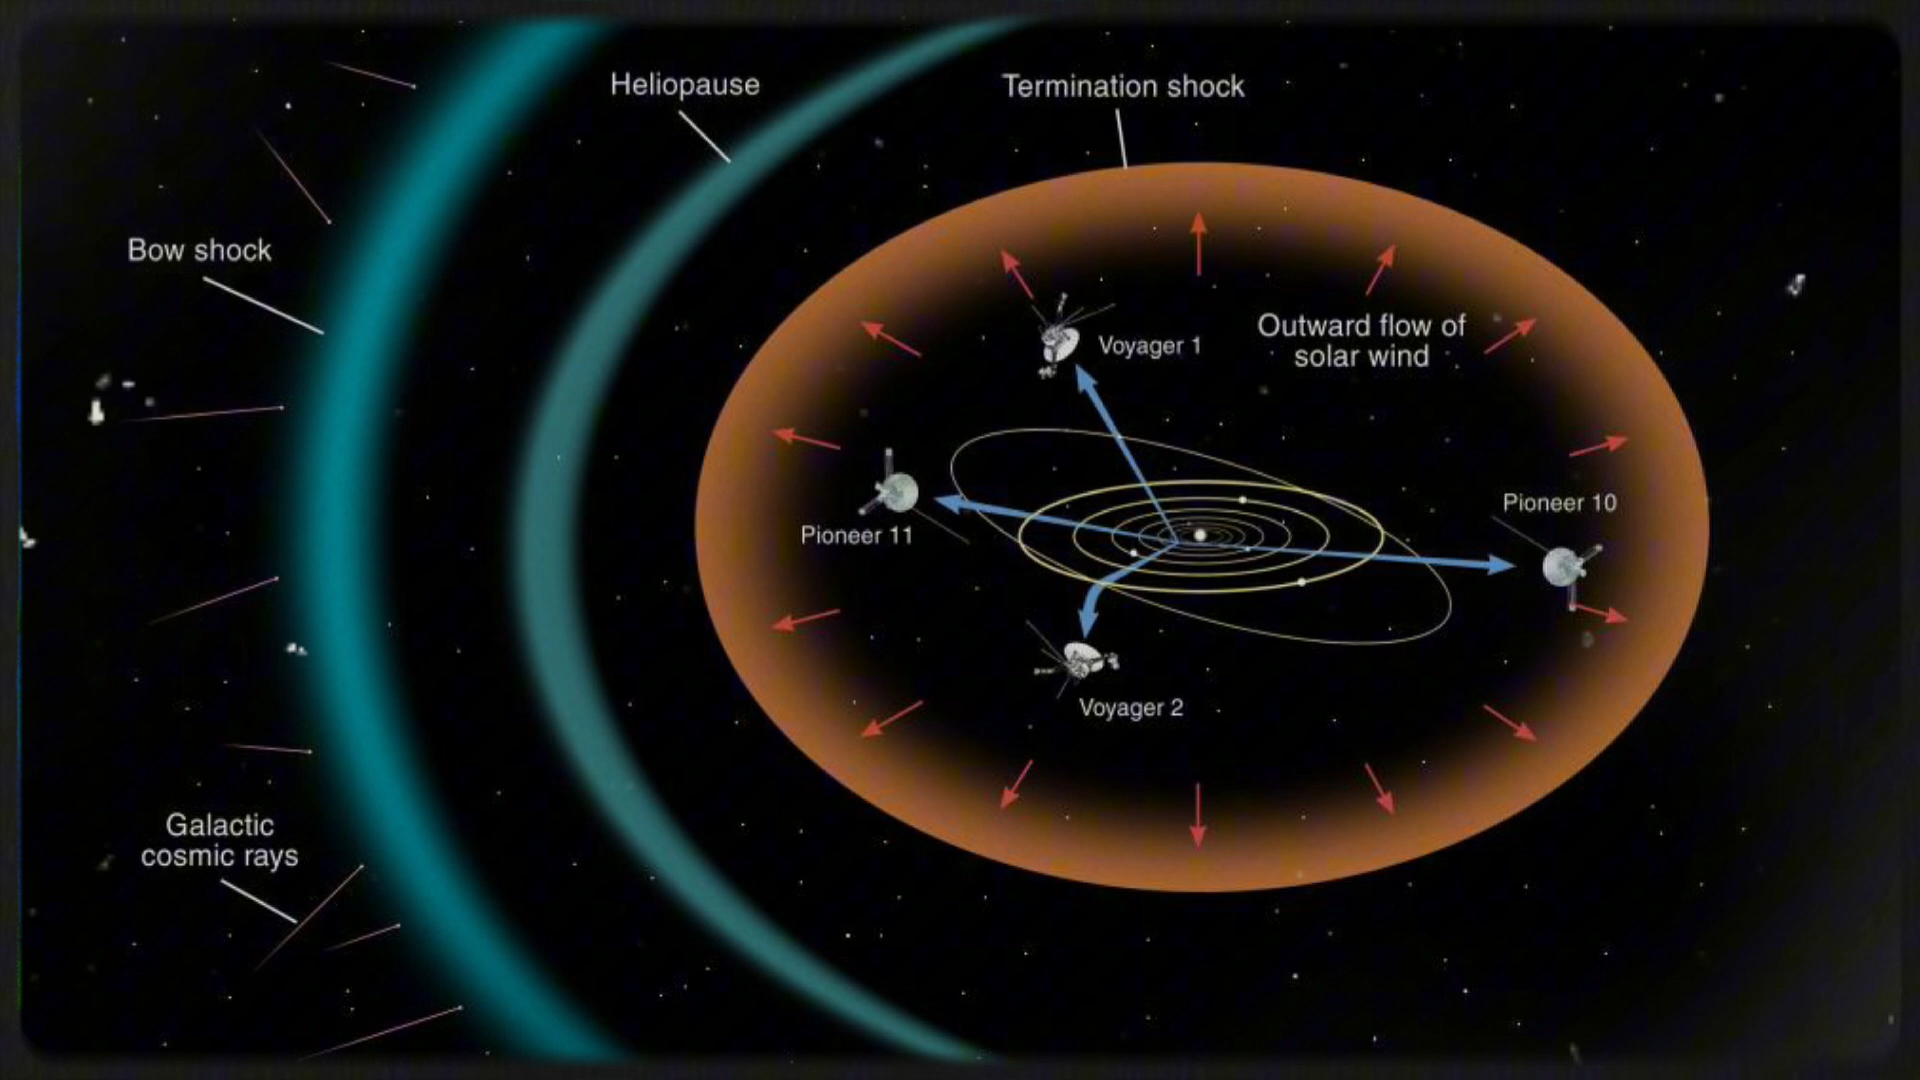 Heliopause
Termination shock
Bow shock
Voyager 1
Outward flow of
solar wind
Pioneer 11
Pioneer 10
Voyager 2
Galactic
cosmic rays